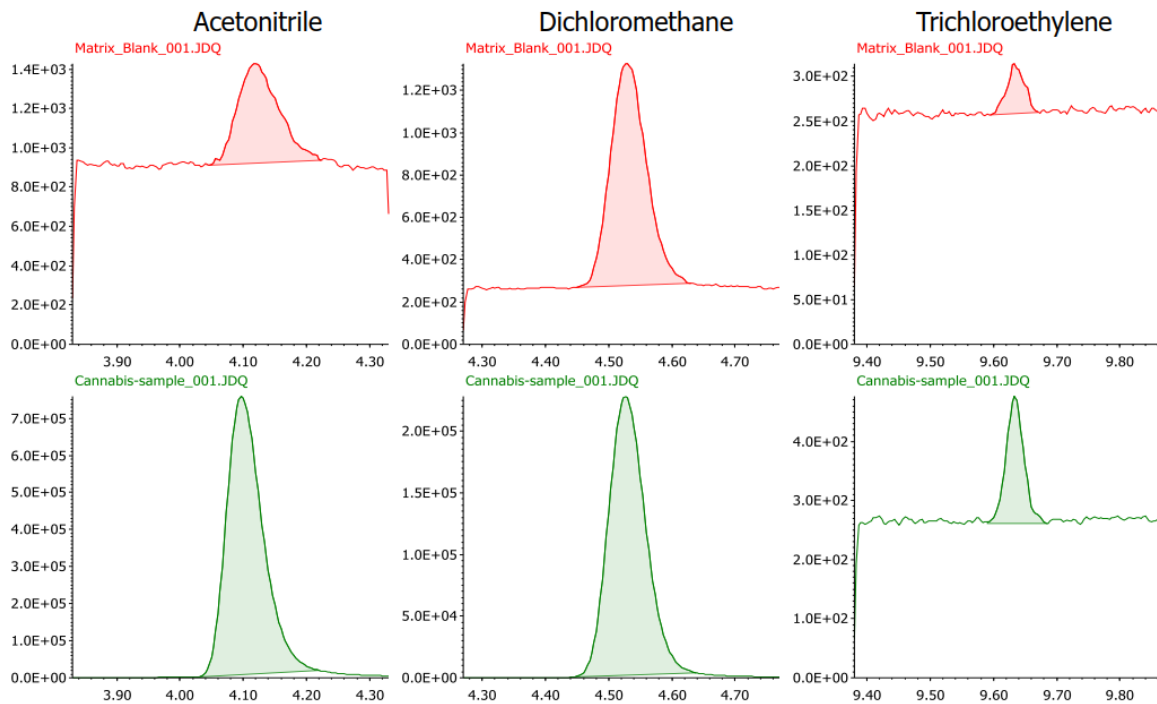 Acetonitrile
Matrix_Blank_001.JDQ
1.4E+03
1.2E+03
1.0E+03
8.0E+02
6.0E+02
4.0E+02
2.0E+02
0.0E+00
3.90 4.00 4.10 4.20 4.30
Dichloromethane
Matrix_Blank_001.JDQ
1.2E+03
1.0E+03
8.0E+02
6.0E+02
4.0E+02
2.0E+02
0.0E+00
4.30 4.40 4.50 4.60 4.70
Trichloroethylene
Matrix_Blank_001.JDQ
3.0E+02
2.5E+02
2.0E+02
1.5E+02
1.0E+02
5.0E+01
0.0E+00
9.40 9.50 9.60 9.70 9.80
Cannabis-sample_001.JDQ
7.0E+05
6.0E+05
5.0E+05
4.0E+05
3.0E+05
2.0E+05
1.0E+05
0.0E+00
3.90 4.00 4.10 4.20 4.30
Cannabis-sample_001.JDQ
2.0E+05
1.5E+05
1.0E+05
5.0E+04
0.0E+00
4.30 4.40 4.50 4.60 4.70
Cannabis-sample_001.JDQ
4.0E+02
3.0E+02
2.0E+02
1.0E+02
0.0E+00
9.40 9.50 9.60 9.70 9.80